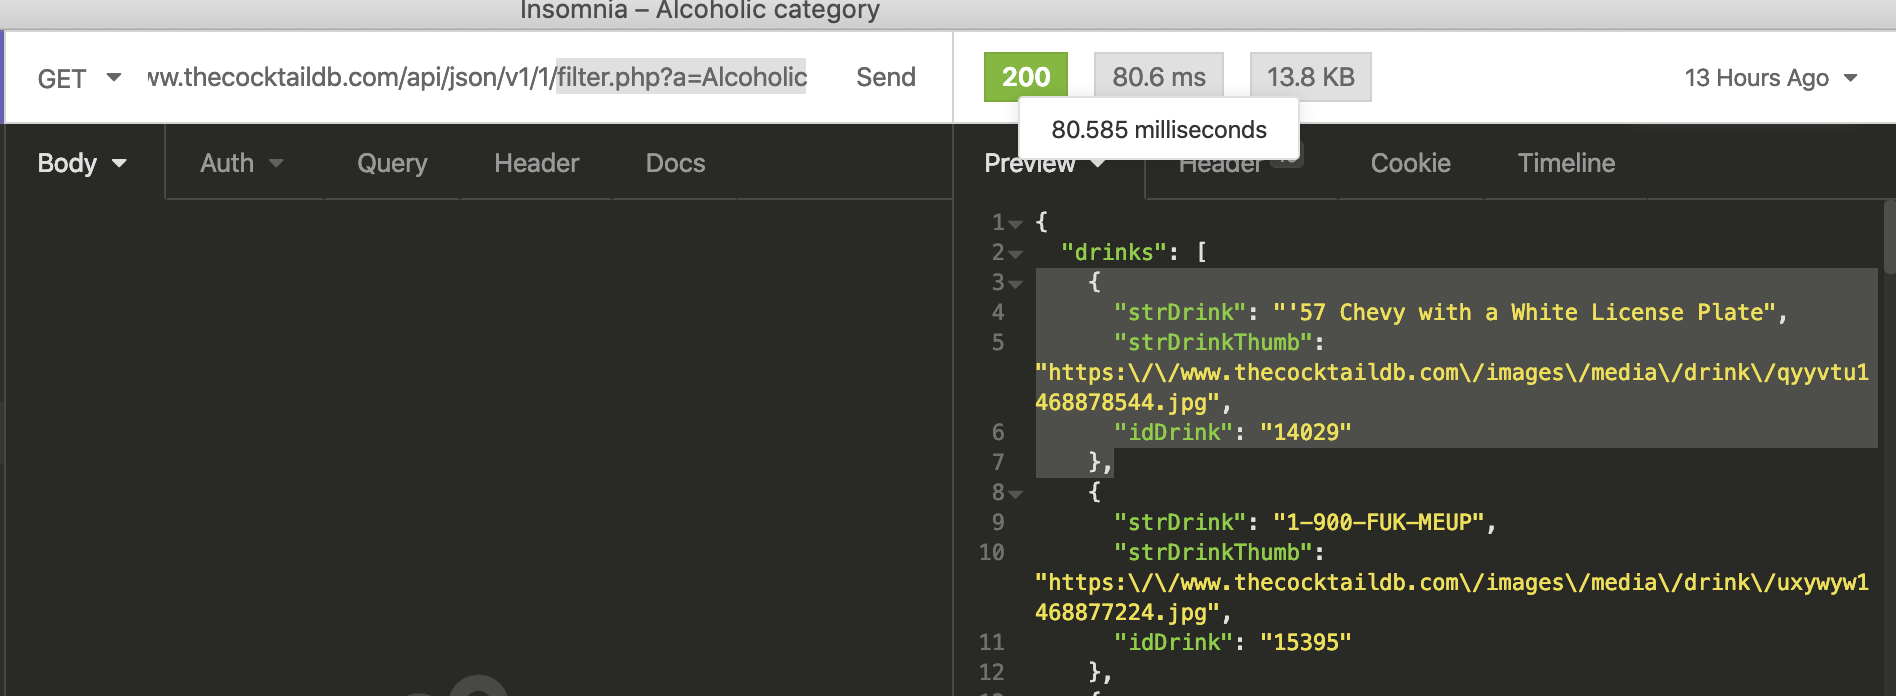 Insomnia – Alcoholic category
GET ww.thecocktaildb.com/api/json/v1/1/filter.php?a=Alcoholic Send
200 80.6 ms 13.8 KB 13 Hours Ago
80.585 milliseconds
Body Auth Query Header Docs
Preview Header Cookie Timeline
1 {
2 "drinks": [
3 {
4 "strDrink": "'57 Chevy with a White License Plate",
5 "strDrinkThumb":
"https:\/\/www.thecocktaildb.com\/images\/media\/drink\/qyyvtu1
468878544.jpg",
6 "idDrink": "14029"
7 },
8 {
9 "strDrink": "1-900-FUK-MEUP",
10 "strDrinkThumb":
"https:\/\/www.thecocktaildb.com\/images\/media\/drink\/uxywyw1
468877224.jpg",
11 "idDrink": "15395"
12 },